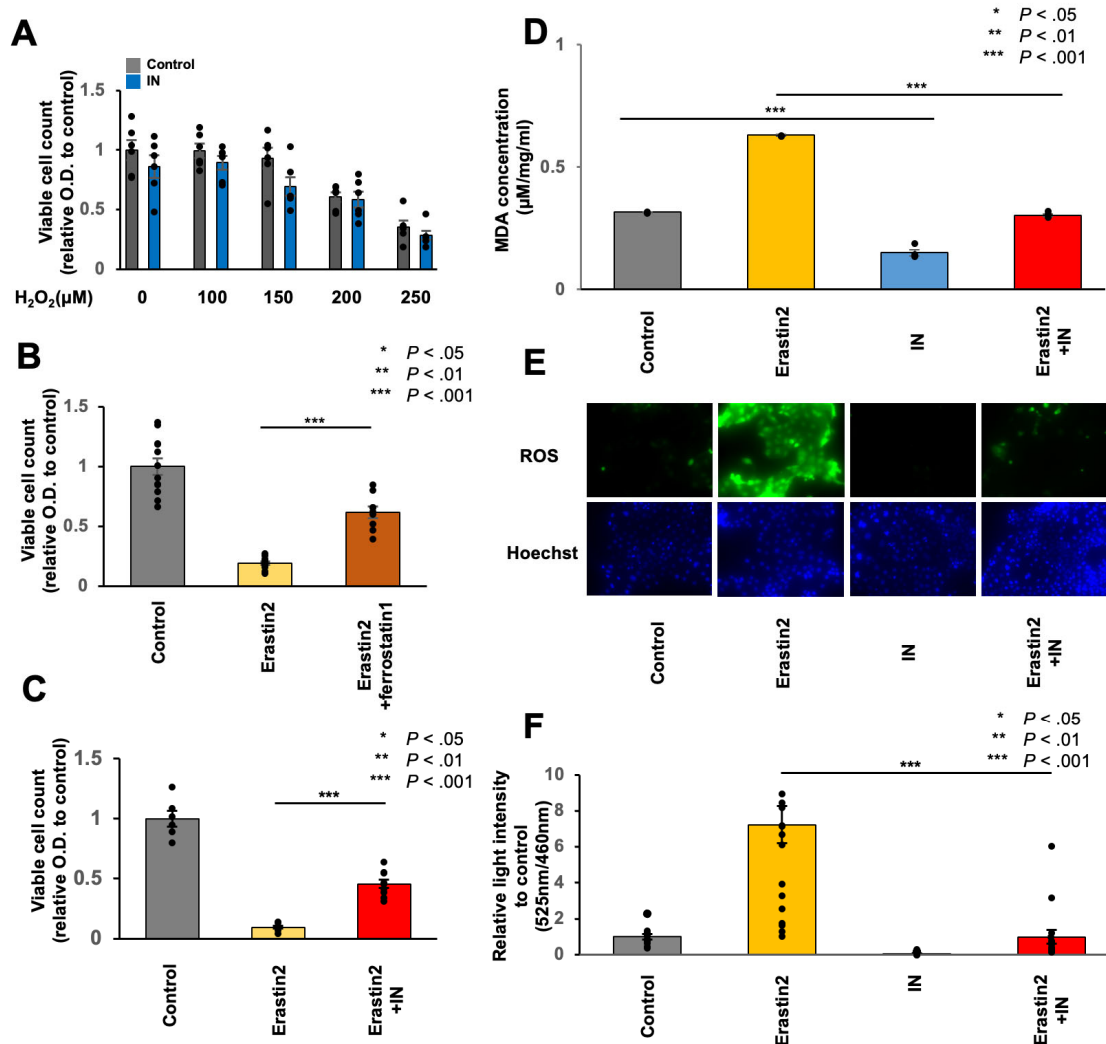 A
Control
IN
Viable cell count
(relative O.D. to control)
1.5
1
0.5
0
H₂O₂(µM)
0 100 150 200 250
B
* P < .05
** P < .01
*** P < .001
Viable cell count
(relative O.D. to control)
1.5
1
0.5
0
***
Control
Erastin2
Erastin2
+ferrostatin1
C
* P < .05
** P < .01
*** P < .001
Viable cell count
(relative O.D. to control)
1.5
1
0.5
0
***
Control
Erastin2
Erastin2
+IN
D
* P < .05
** P < .01
*** P < .001
MDA concentration
(µM/mg/ml)
1
0.5
0
***
***
Control
Erastin2
IN
Erastin2
+IN
E
ROS
Hoechst
Control
Erastin2
IN
Erastin2
+IN
F
* P < .05
** P < .01
*** P < .001
Relative light intensity
to control
(525nm/460nm)
10
8
6
4
2
0
***
Control
Erastin2
IN
Erastin2
+IN